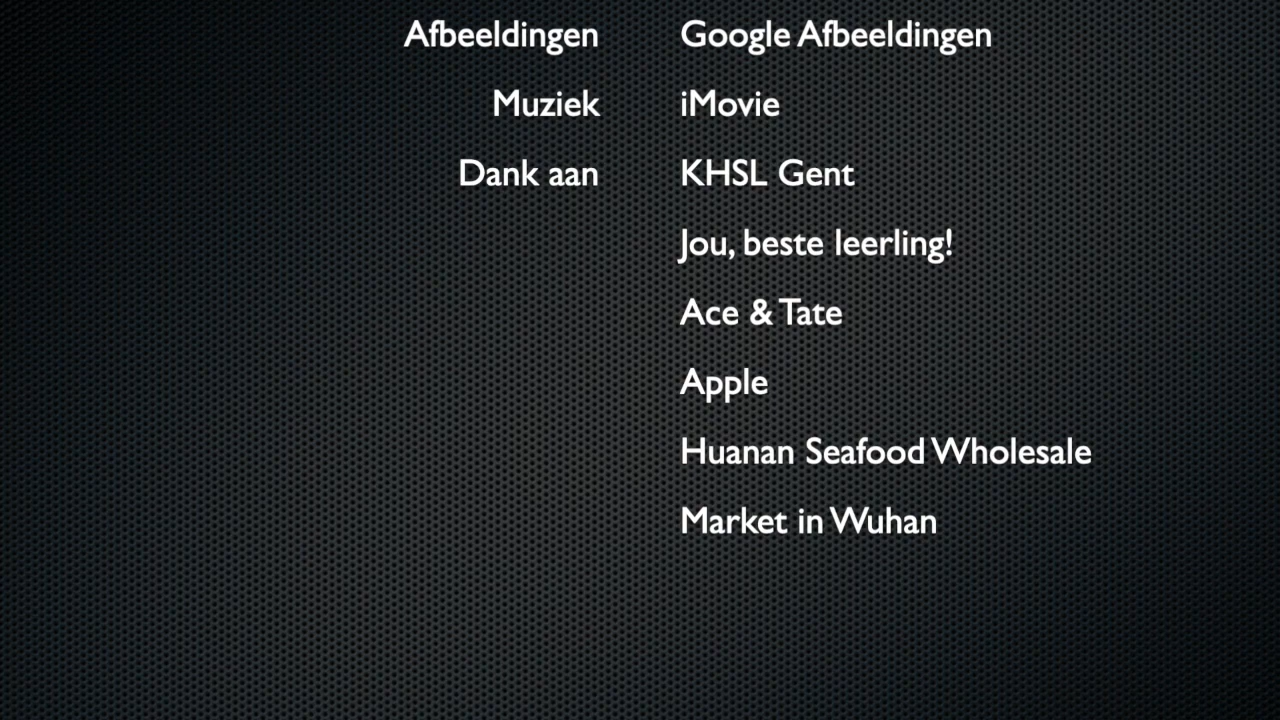 Afbeeldingen Google Afbeeldingen
Muziek iMovie
Dank aan KHSL Gent
Jou, beste leerling!
Ace & Tate
Apple
Huanan Seafood Wholesale
Market in Wuhan